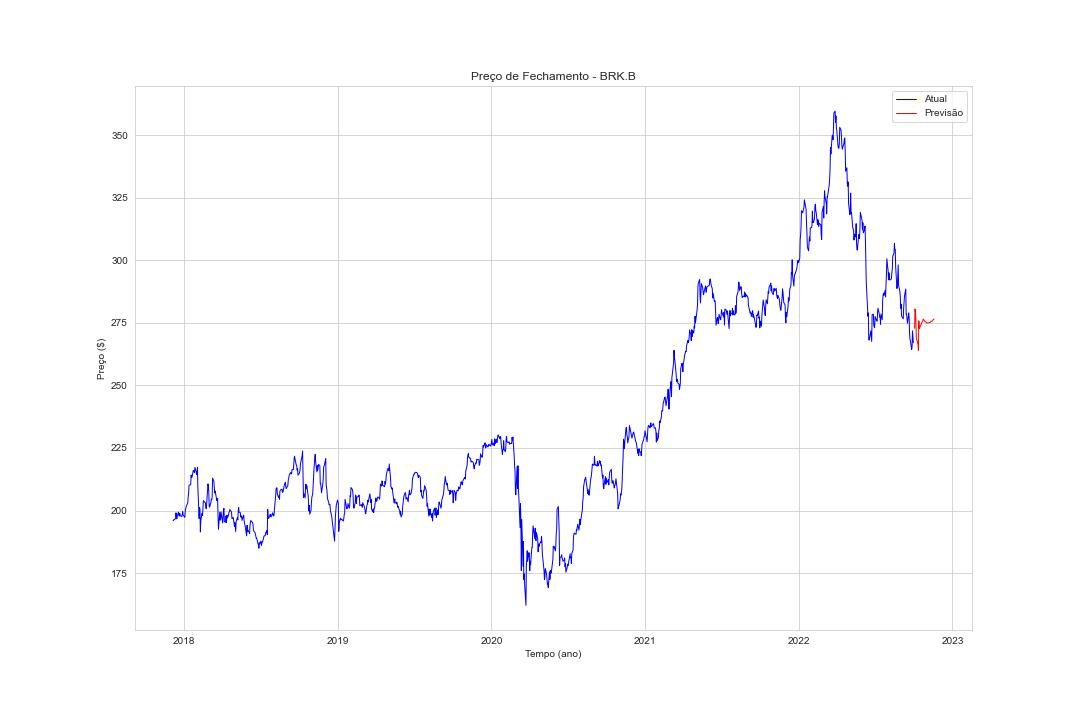 Preço de Fechamento - BRK.B
Atual
Previsão
350
325
300
275
250
225
200
175
Preço ($)
2018 2019 2020 2021 2022 2023
Tempo (ano)